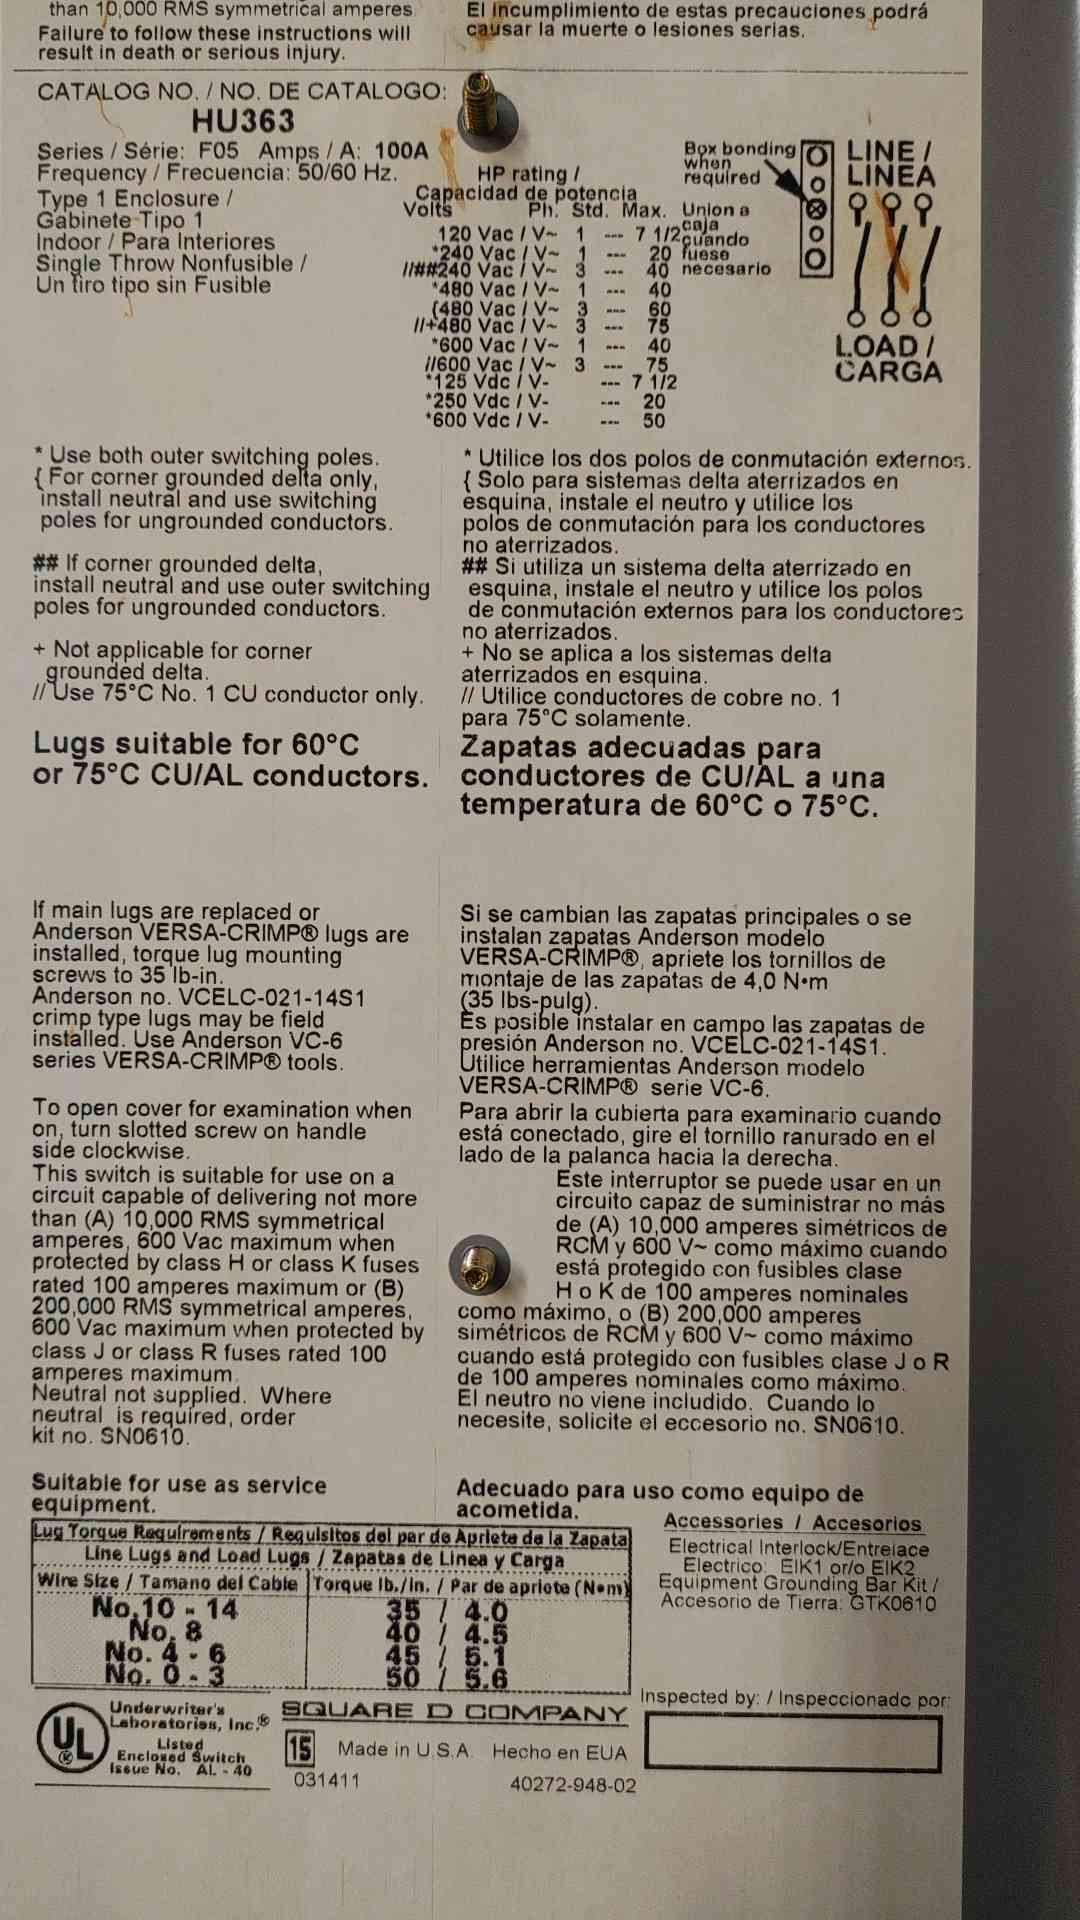 than 10,000 RMS symmetrical amperes
Failure to follow these instructions will
result in death or serious injury.
El incumplimiento de estas precauciones podrá
causar la muerte o lesiones serias.
CATALOG NO. / NO. DE CATALOGO:
HU363
Series / Série: F05 Amps / A: 100A
Frequency / Frecuencia: 50/60 Hz.
Type 1 Enclosure /
Gabinete Tipo 1
Indoor / Para Interiores
Single Throw Nonfusible /
Un tiro tipo sin Fusible
HP rating /
Capacidad de potencia
Volts Ph. Std. Max.
120 Vac / V~ 1 --- 7 1/2
*240 Vac / V~ 1 --- 20
//##240 Vac / V~ 3 --- 40
*480 Vac / V~ 1 --- 40
{480 Vac / V~ 3 --- 60
//+480 Vac / V~ 3 --- 75
*600 Vac / V~ 1 --- 40
//600 Vac / V~ 3 --- 75
*125 Vdc / V- --- 7 1/2
*250 Vdc / V- --- 20
*600 Vdc / V- --- 50
Box bonding
when
required
Union a
caja
cuando
fuese
necesario
LINE /
LINEA
LOAD /
CARGA
* Use both outer switching poles.
{ For corner grounded delta only,
install neutral and use switching
poles for ungrounded conductors.
## If corner grounded delta,
install neutral and use outer switching
poles for ungrounded conductors.
+ Not applicable for corner
grounded delta.
// Use 75°C No. 1 CU conductor only.
Lugs suitable for 60°C
or 75°C CU/AL conductors.
* Utilice los dos polos de conmutación externos.
{ Solo para sistemas delta aterrizados en
esquina, instale el neutro y utilice los
polos de conmutación para los conductores
no aterrizados.
## Si utiliza un sistema delta aterrizado en
esquina, instale el neutro y utilice los polos
de conmutación externos para los conductores
no aterrizados.
+ No se aplica a los sistemas delta
aterrizados en esquina.
// Utilice conductores de cobre no. 1
para 75°C solamente.
Zapatas adecuadas para
conductores de CU/AL a una
temperatura de 60°C o 75°C.
If main lugs are replaced or
Anderson VERSA-CRIMP® lugs are
installed, torque lug mounting
screws to 35 lb-in.
Anderson no. VCELC-021-14S1
crimp type lugs may be field
installed. Use Anderson VC-6
series VERSA-CRIMP® tools.
To open cover for examination when
on, turn slotted screw on handle
side clockwise.
This switch is suitable for use on a
circuit capable of delivering not more
than (A) 10,000 RMS symmetrical
amperes, 600 Vac maximum when
protected by class H or class K fuses
rated 100 amperes maximum or (B)
200,000 RMS symmetrical amperes,
600 Vac maximum when protected by
class J or class R fuses rated 100
amperes maximum.
Neutral not supplied. Where
neutral is required, order
kit no. SN0610.
Suitable for use as service
equipment.
Si se cambian las zapatas principales o se
instalan zapatas Anderson modelo
VERSA-CRIMP®, apriete los tornillos de
montaje de las zapatas de 4,0 N•m
(35 lbs-pulg).
Es posible instalar en campo las zapatas de
presión Anderson no. VCELC-021-14S1.
Utilice herramientas Anderson modelo
VERSA-CRIMP® serie VC-6.
Para abrir la cubierta para examinario cuando
está conectado, gire el tornillo ranurado en el
lado de la palanca hacia la derecha.
Este interruptor se puede usar en un
circuito capaz de suministrar no más
de (A) 10,000 amperes simétricos de
RCM y 600 V~ como máximo cuando
está protegido con fusibles clase
H o K de 100 amperes nominales
como máximo, o (B) 200,000 amperes
simétricos de RCM y 600 V~ como máximo
cuando está protegido con fusibles clase J o R
de 100 amperes nominales como máximo.
El neutro no viene includido. Cuando lo
necesite, solicite el eccesorio no. SN0610.
Adecuado para uso como equipo de
acometida.
Lug Torque Requirements / Requisitos del par de Apriete de la Zapata
Line Lugs and Load Lugs / Zapatas de Linea y Carga
Wire Size / Tamano del Cable Torque lb./in. / Par de apriete (N•m)
No.10 - 14 35 / 4.0
No. 8 40 / 4.5
No. 4 - 6 45 / 5.1
No. 0 - 3 50 / 5.6
Accessories / Accesorios
Electrical Interlock/Entrelace
Electrico: EIK1 or/o EIK2
Equipment Grounding Bar Kit /
Accesorio de Tierra: GTK0610
UL ®
Underwriter's
Laboratories, Inc.®
Listed
Enclosed Switch
Issue No. AL - 40
SQUARE D COMPANY
15 Made in U.S.A. Hecho en EUA
031411 40272-948-02
Inspected by: / Inspeccionado por: